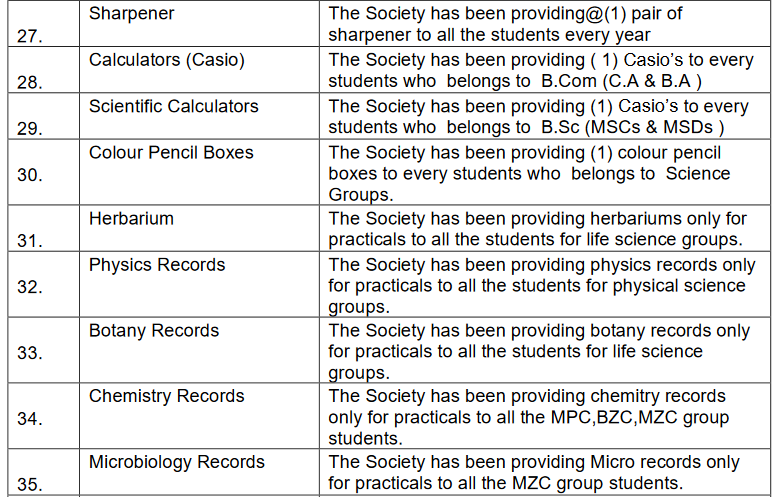 27.
Sharpener
The Society has been providing@(1) pair of
sharpener to all the students every year
28.
Calculators (Casio)
The Society has been providing ( 1) Casio's to every
students who belongs to B.Com (C.A & B.A )
29.
Scientific Calculators
The Society has been providing (1) Casio's to every
students who belongs to B.Sc (MSCs & MSDs )
30.
Colour Pencil Boxes
The Society has been providing (1) colour pencil
boxes to every students who belongs to Science
Groups.
31.
Herbarium
The Society has been providing herbariums only for
practicals to all the students for life science groups.
32.
Physics Records
The Society has been providing physics records only
for practicals to all the students for physical science
groups.
33.
Botany Records
The Society has been providing botany records only
for practicals to all the students for life science
groups.
34.
Chemistry Records
The Society has been providing chemitry records
only for practicals to all the MPC,BZC,MZC group
students.
35.
Microbiology Records
The Society has been providing Micro records only
for practicals to all the MZC group students.